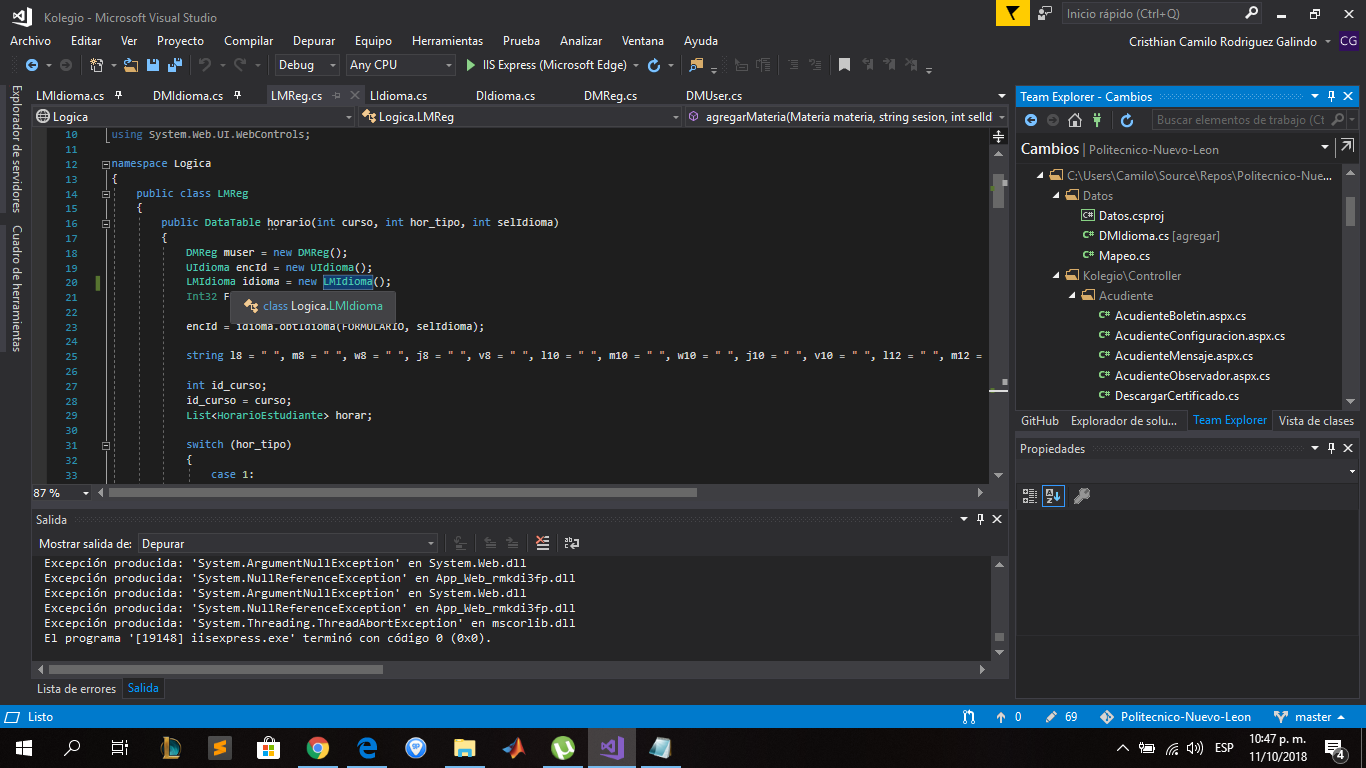 Kolegio - Microsoft Visual Studio
Inicio rápido (Ctrl+Q)
Archivo Editar Ver Proyecto Compilar Depurar Equipo Herramientas Prueba Analizar Ventana Ayuda
Cristhian Camilo Rodriguez Galindo CG
Debug Any CPU IIS Express (Microsoft Edge)
Explorador de servidores
Cuadro de herramientas
LMIdioma.cs DMIdioma.cs LMReg.cs LIdioma.cs DIdioma.cs DMReg.cs DMUser.cs
Logica Logica.LMReg agregarMateria(Materia materia, string sesion, int selId
10 using System.Web.UI.WebControls;
11
12 namespace Logica
13 {
14 public class LMReg
15 {
16 public DataTable horario(int curso, int hor_tipo, int selIdioma)
17 {
18 DMReg muser = new DMReg();
19 UIdioma encId = new UIdioma();
20 LMIdioma idioma = new LMIdioma();
21 Int32 F
class Logica.LMIdioma
22
23 encId = idioma.obtIdioma(FORMULARIO, selIdioma);
24
25 string l8 = " ", m8 = " ", w8 = " ", j8 = " ", v8 = " ", l10 = " ", m10 = " ", w10 = " ", j10 = " ", v10 = " ", l12 = " ", m12 =
26
27 int id_curso;
28 id_curso = curso;
29 List<HorarioEstudiante> horar;
30
31 switch (hor_tipo)
32 {
33 case 1:
87 %
Salida
Mostrar salida de: Depurar
Excepción producida: 'System.ArgumentNullException' en System.Web.dll
Excepción producida: 'System.NullReferenceException' en App_Web_rmkdi3fp.dll
Excepción producida: 'System.ArgumentNullException' en System.Web.dll
Excepción producida: 'System.NullReferenceException' en App_Web_rmkdi3fp.dll
Excepción producida: 'System.Threading.ThreadAbortException' en mscorlib.dll
El programa '[19148] iisexpress.exe' terminó con código 0 (0x0).
Lista de errores Salida
Team Explorer - Cambios
Buscar elementos de trabajo (Ct
Cambios | Politecnico-Nuevo-Leon
C:\Users\Camilo\Source\Repos\Politecnico-Nue...
Datos
Datos.csproj
DMIdioma.cs [agregar]
Mapeo.cs
Kolegio\Controller
Acudiente
AcudienteBoletin.aspx.cs
AcudienteConfiguracion.aspx.cs
AcudienteMensaje.aspx.cs
AcudienteObservador.aspx.cs
DescargarCertificado.cs
GitHub Explorador de solu... Team Explorer Vista de clases
Propiedades
Listo
0 69 Politecnico-Nuevo-Leon master
ESP
10:47 p. m.
11/10/2018
4